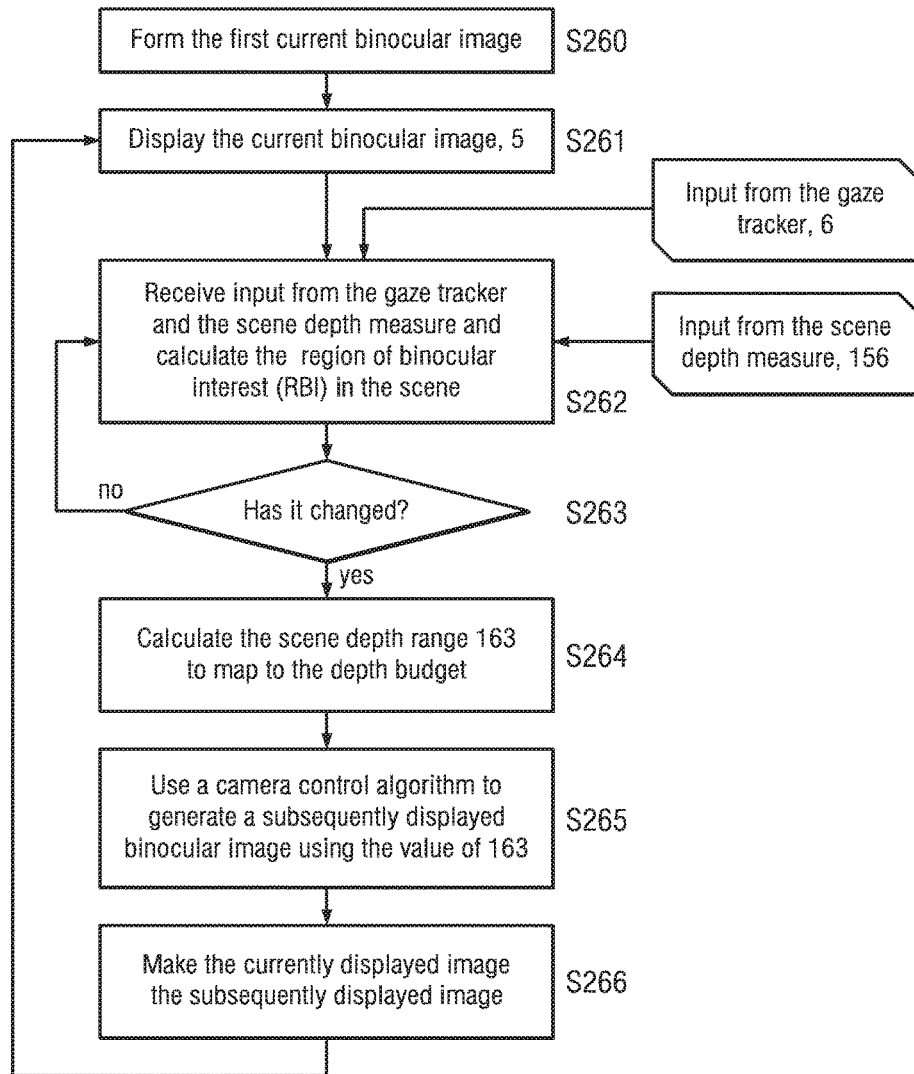 Form the first current binocular image
S260
Display the current binocular image, 5
S261
Input from the gaze
tracker, 6
Receive input from the gaze tracker
and the scene depth measure and
calculate the region of binocular
interest (RBI) in the scene
S262
Input from the scene
depth measure, 156
no
Has it changed?
S263
yes
Calculate the scene depth range 163
to map to the depth budget
S264
Use a camera control algorithm to
generate a subsequently displayed
binocular image using the value of 163
S265
Make the currently displayed image
the subsequently displayed image
S266